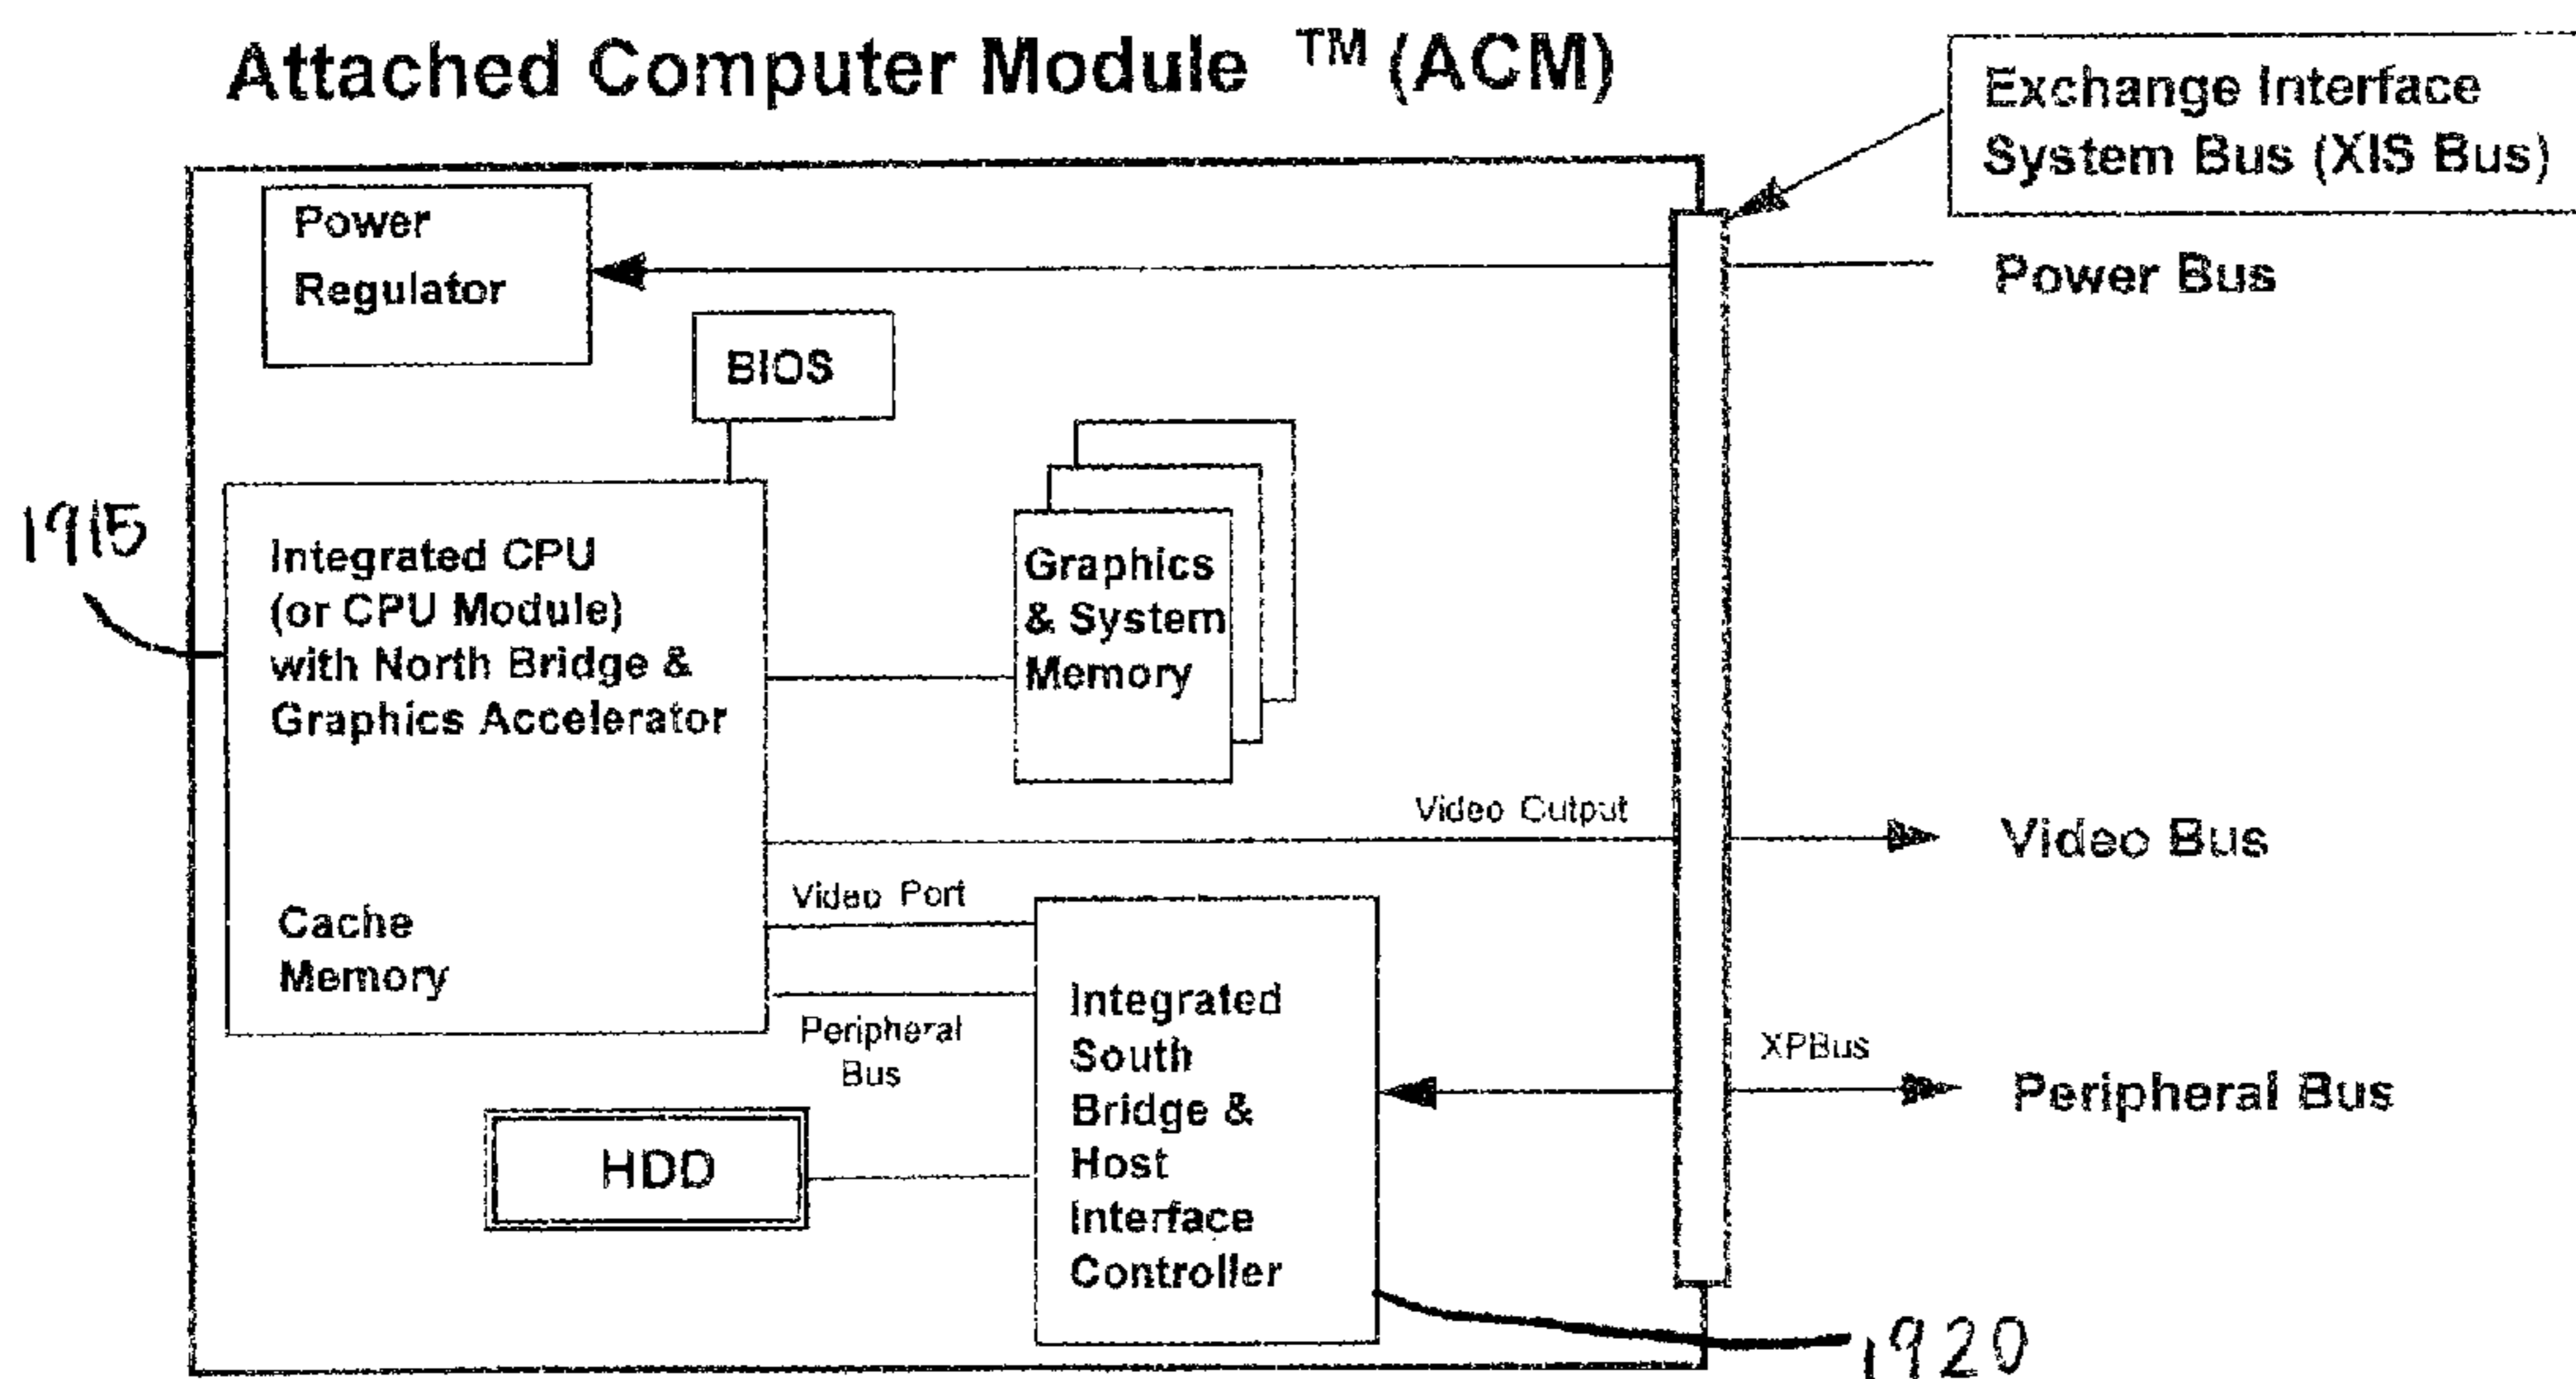 Attached Computer Module ™ (ACM)
Exchange Interface
System Bus (XIS Bus)
Power
Regulator
Power Bus
BIOS
1915
Integrated CPU
(or CPU Module)
with North Bridge &
Graphics Accelerator
Cache
Memory
Graphics
& System
Memory
Video Output
Video Bus
Video Port
Peripheral
Bus
Integrated
South
Bridge &
Host
Interface
Controller
XPBus
Peripheral Bus
HDD
1920